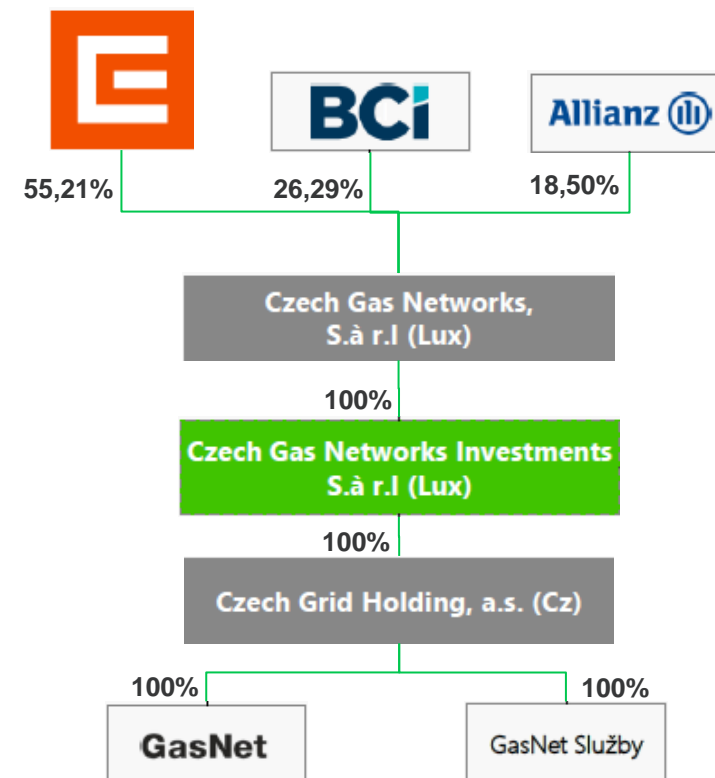 BCi
Allianz
55,21%
26,29%
18,50%
Czech Gas Networks,
S.à r.l (Lux)
100%
Czech Gas Networks Investments
S.à r.l (Lux)
100%
Czech Grid Holding, a.s. (Cz)
100%
100%
GasNet
GasNet Služby